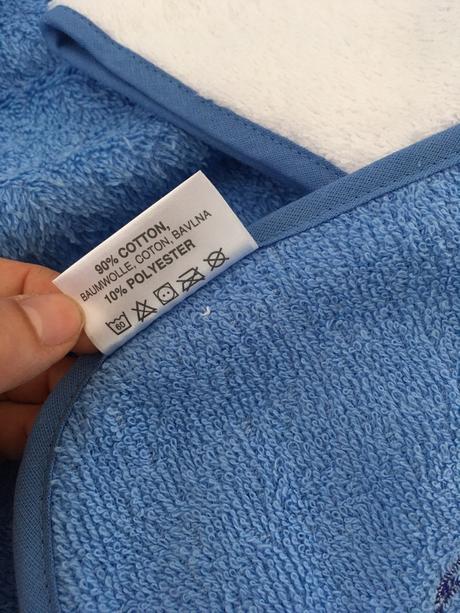 90% COTTON,
BAUMWOLLE, COTON, BAVLNA
10% POLYESTER
60